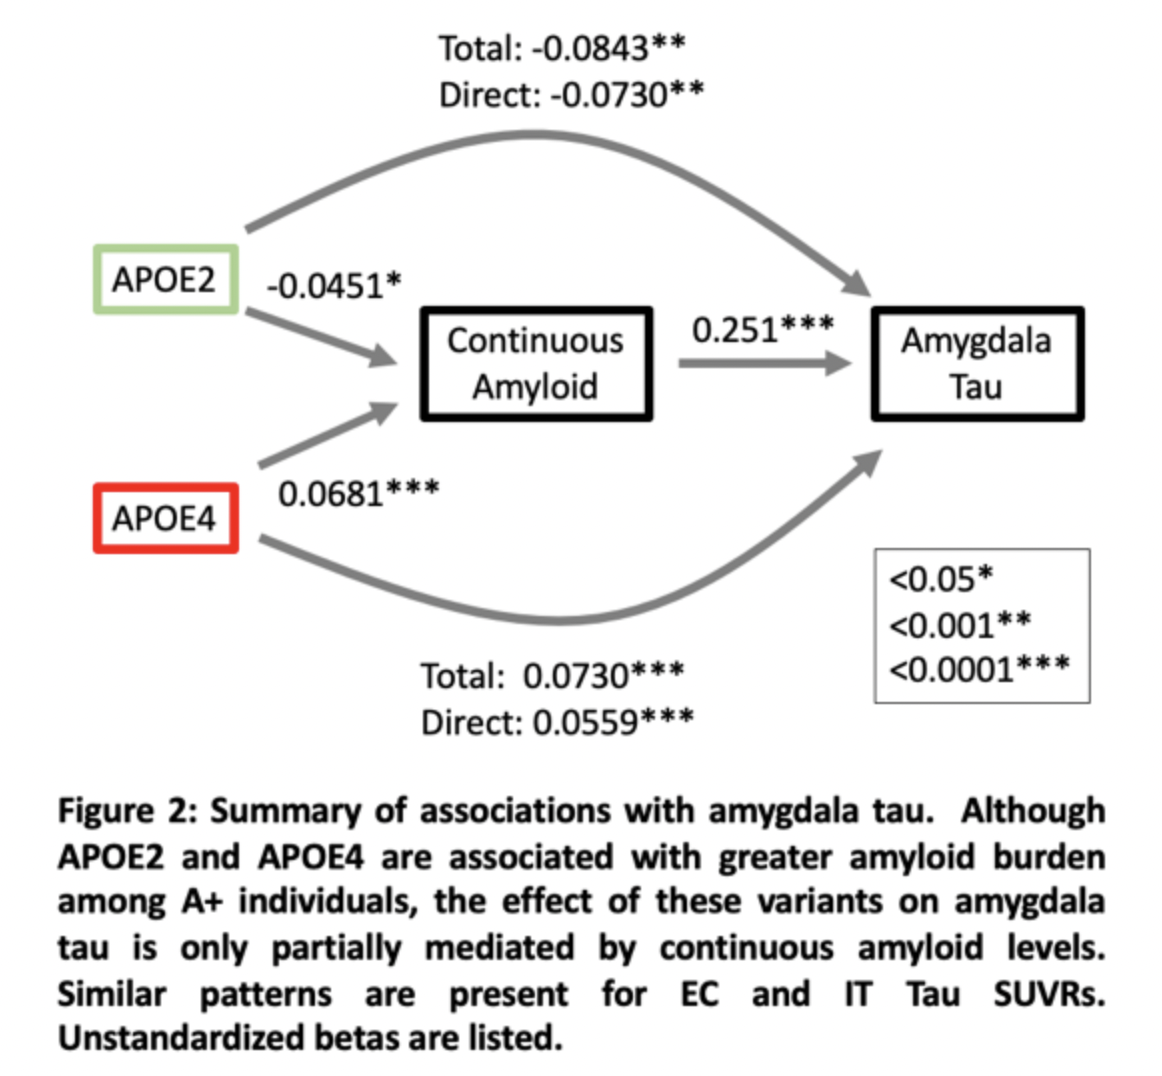 Total: -0.0843**
Direct: -0.0730**
APOE2
-0.0451*
Continuous
Amyloid
0.251***
Amygdala
Tau
APOE4
0.0681***
<0.05*
<0.001**
<0.0001***
Total: 0.0730***
Direct: 0.0559***
Figure 2: Summary of associations with amygdala tau. Although
APOE2 and APOE4 are associated with greater amyloid burden
among A+ individuals, the effect of these variants on amygdala
tau is only partially mediated by continuous amyloid levels.
Similar patterns are present for EC and IT Tau SUVRs.
Unstandardized betas are listed.